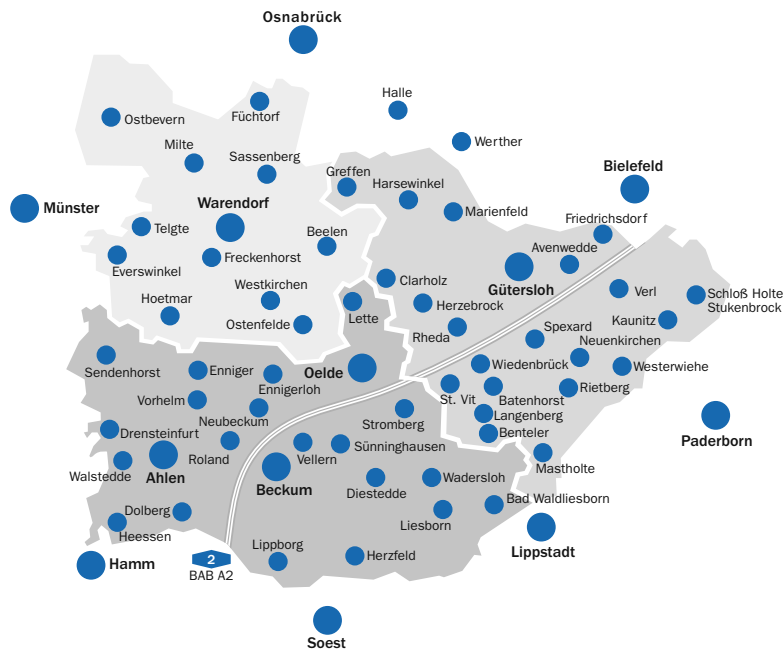 Osnabrück
Halle
Füchtorf
Ostbevern
Werther
Milte
Sassenberg
Greffen
Harsewinkel
Bielefeld
Münster
Warendorf
Marienfeld
Friedrichsdorf
Telgte
Beelen
Avenwedde
Freckenhorst
Everswinkel
Clarholz
Gütersloh
Verl
Schloß Holte
Stukenbrock
Westkirchen
Hoetmar
Herzebrock
Kaunitz
Ostenfelde
Lette
Rheda
Spexard
Neuenkirchen
Sendenhorst
Enniger
Ennigerloh
Oelde
Wiedenbrück
Westerwiehe
St. Vit
Batenhorst
Rietberg
Vorhelm
Neubeckum
Stromberg
Langenberg
Benteler
Drensteinfurt
Roland
Vellern
Sünninghausen
Paderborn
Walstedde
Ahlen
Beckum
Diestedde
Wadersloh
Mastholte
Bad Waldliesborn
Dolberg
Heessen
Liesborn
Lippstadt
Lippborg
Herzfeld
Hamm
2
BAB A2
Soest